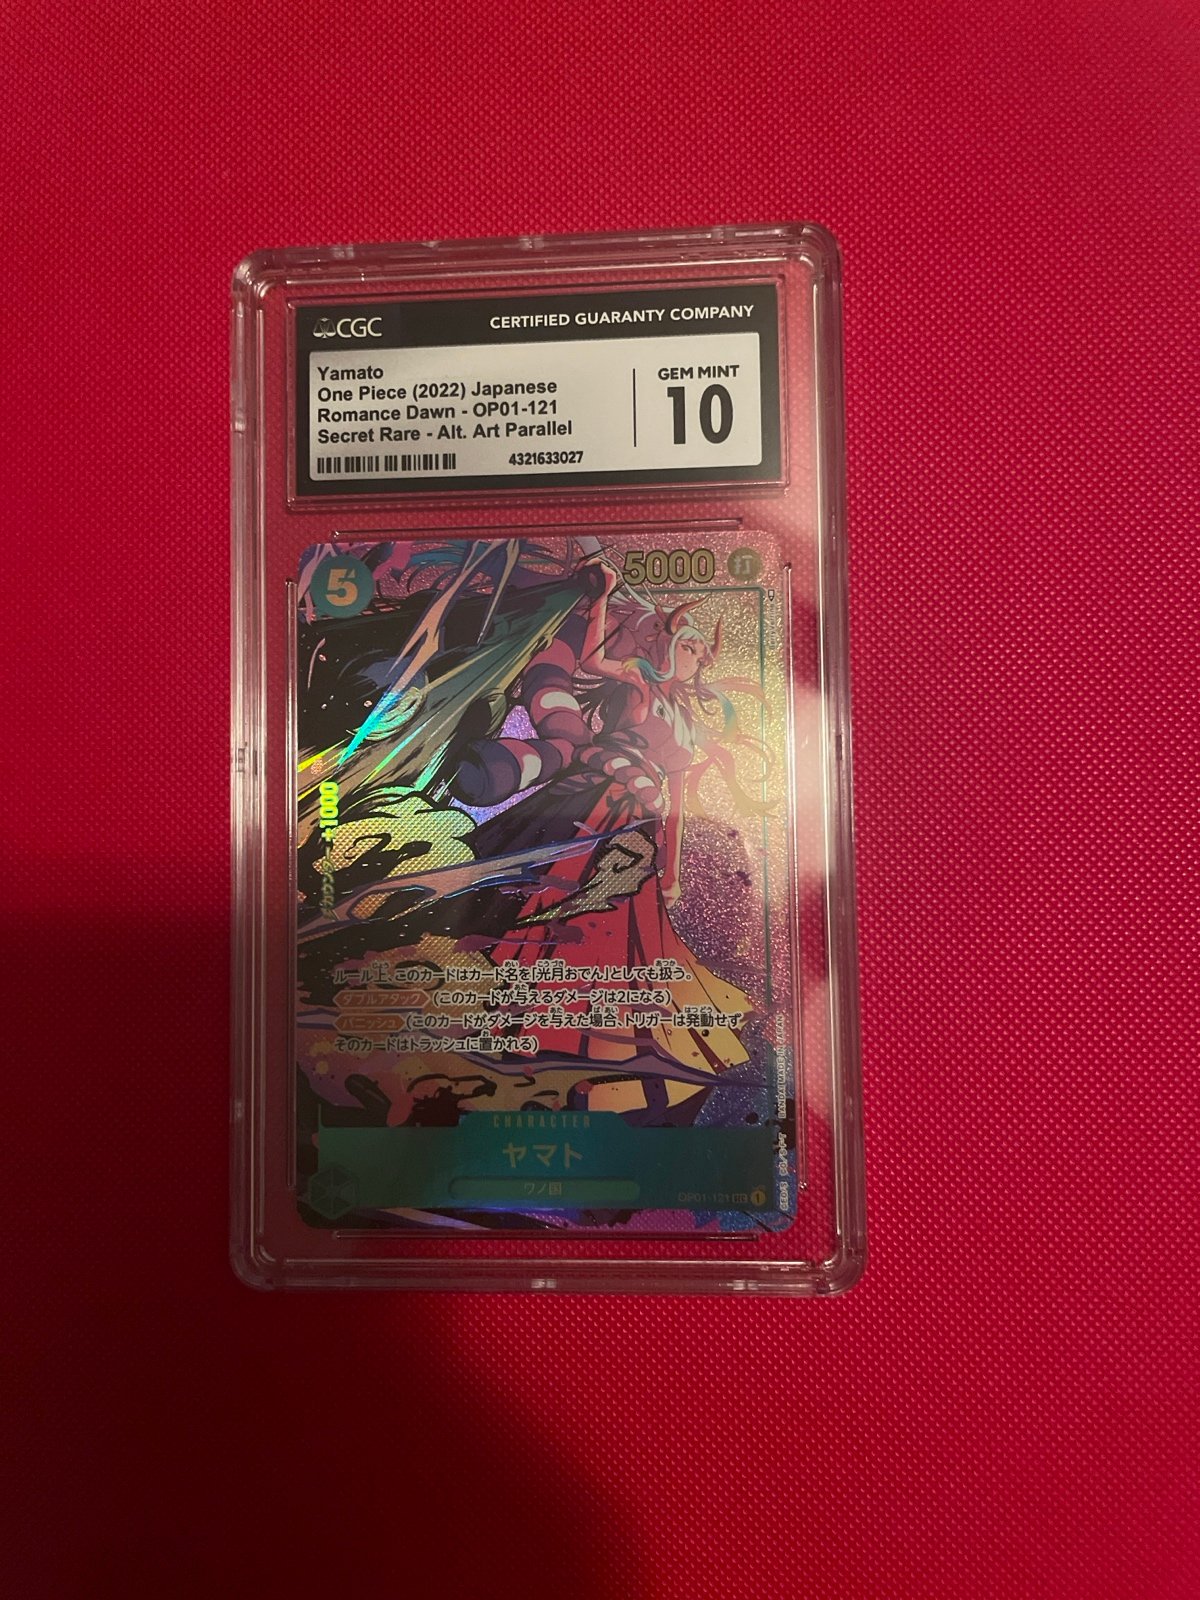 CGC
CERTIFIED GUARANTY COMPANY
Yamato
One Piece (2022) Japanese
Romance Dawn - OP01-121
Secret Rare - Alt. Art Parallel
4321633027
GEM MINT
10
5
5000 打
カウンター +1000
ルール上、このカードはカード名を「光月おでん」としても扱う。
ダブルアタック (このカードが与えるダメージは2になる)
バニッシュ (このカードがダメージを与えた場合、トリガーは発動せず
そのカードはトラッシュに置かれる)
CHARACTER
ヤマト
ワノ国
OP01-121 SEC 1
BANDAI MADE IN JAPAN